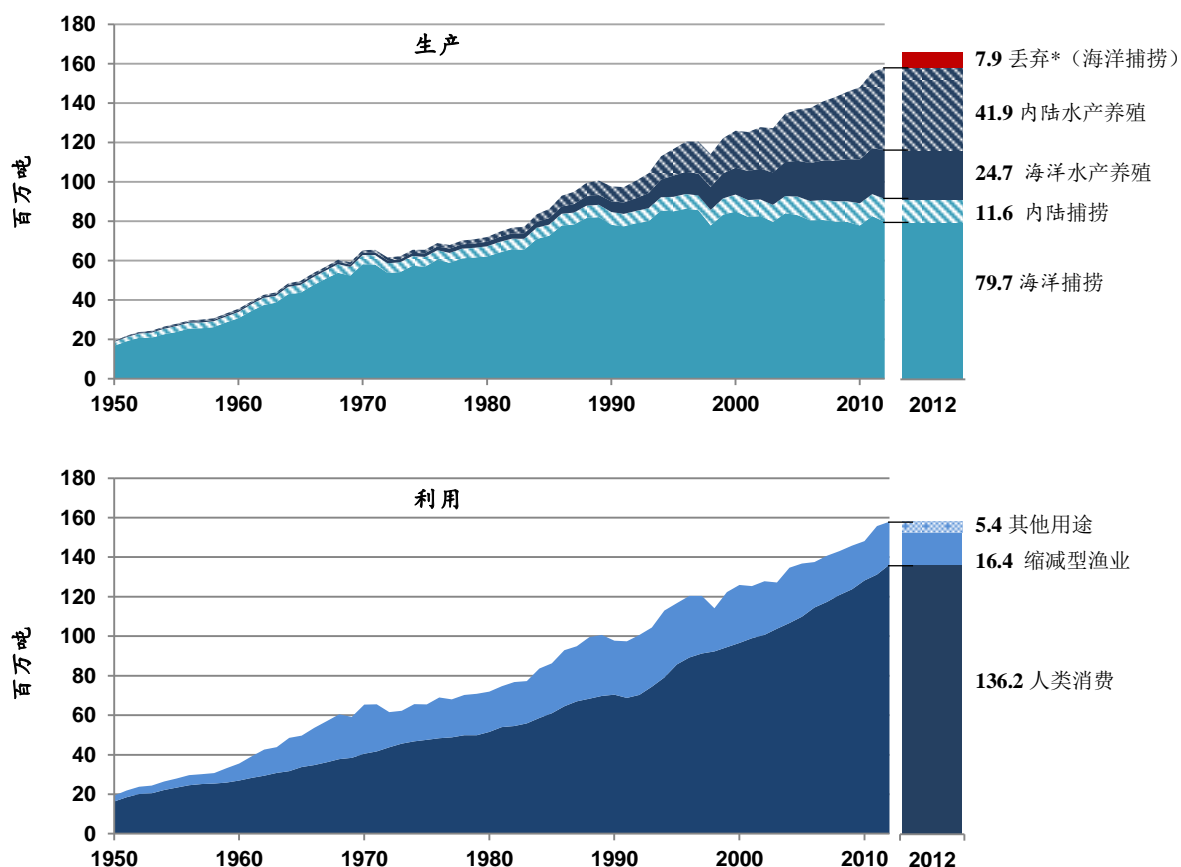 生产
百万吨
180
160
140
120
100
80
60
40
20
0
1950 1960 1970 1980 1990 2000 2010 2012
7.9 丢弃*（海洋捕捞）
41.9 内陆水产养殖
24.7 海洋水产养殖
11.6 内陆捕捞
79.7 海洋捕捞
利用
百万吨
180
160
140
120
100
80
60
40
20
0
1950 1960 1970 1980 1990 2000 2010 2012
5.4 其他用途
16.4 缩减型渔业
136.2 人类消费